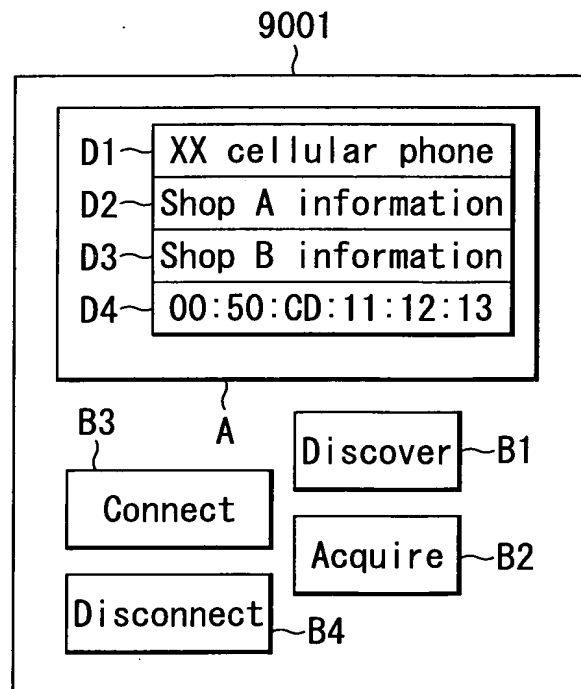 9001
D1 XX cellular phone
D2 Shop A information
D3 Shop B information
D4 00:50:CD:11:12:13
A
B3
Discover B1
Connect
Acquire B2
Disconnect B4